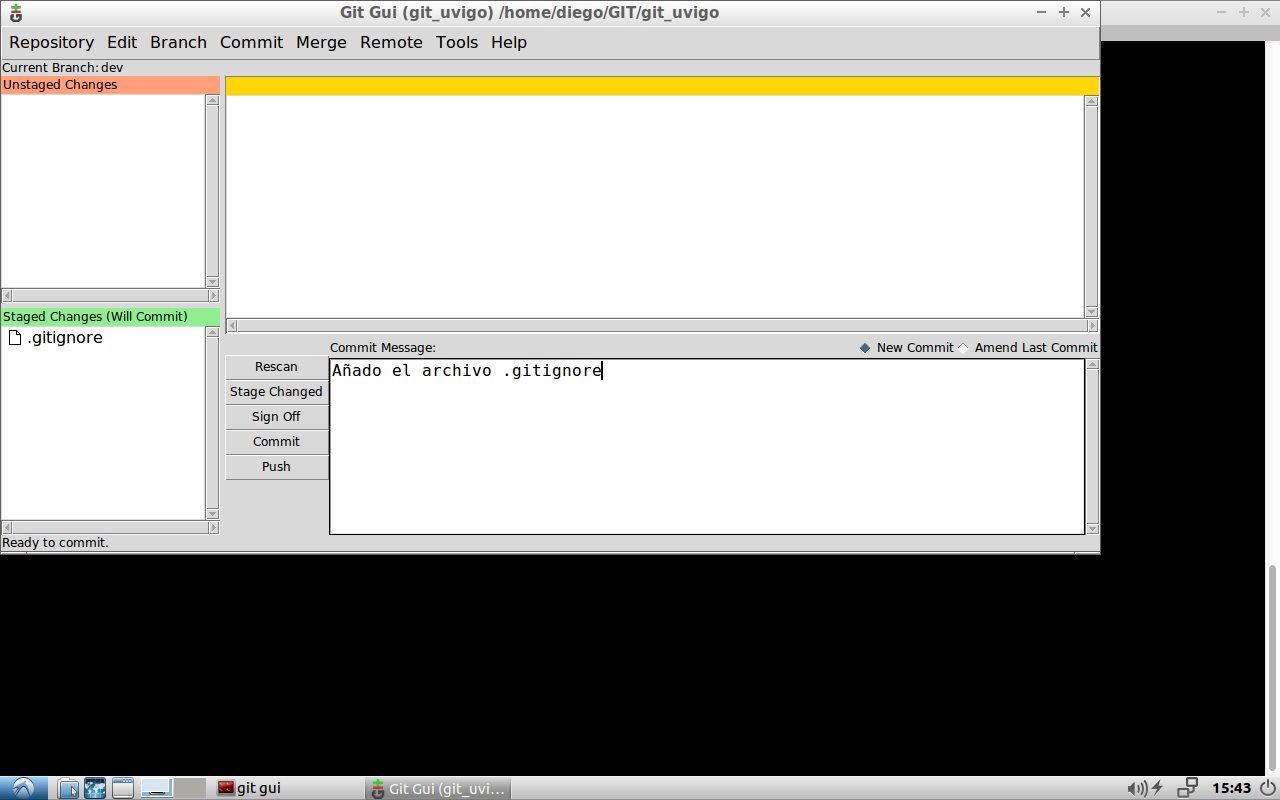 Git Gui (git_uvigo) /home/diego/GIT/git_uvigo
Repository Edit Branch Commit Merge Remote Tools Help
Current Branch: dev
Unstaged Changes
Staged Changes (Will Commit)
.gitignore
Commit Message:
New Commit
Amend Last Commit
Rescan
Stage Changed
Sign Off
Commit
Push
Añado el archivo .gitignore
Ready to commit.
git gui
Git Gui (git_uvi...
15:43